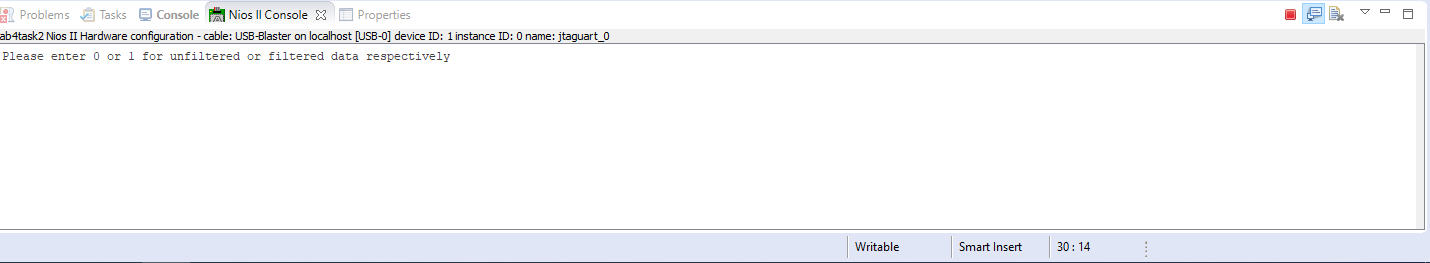 Problems Tasks Console Nios II Console Properties
ab4task2 Nios II Hardware configuration - cable: USB-Blaster on localhost [USB-0] device ID: 1 instance ID: 0 name: jtaguart_0
Please enter 0 or 1 for unfiltered or filtered data respectively
Writable Smart Insert 30 : 14